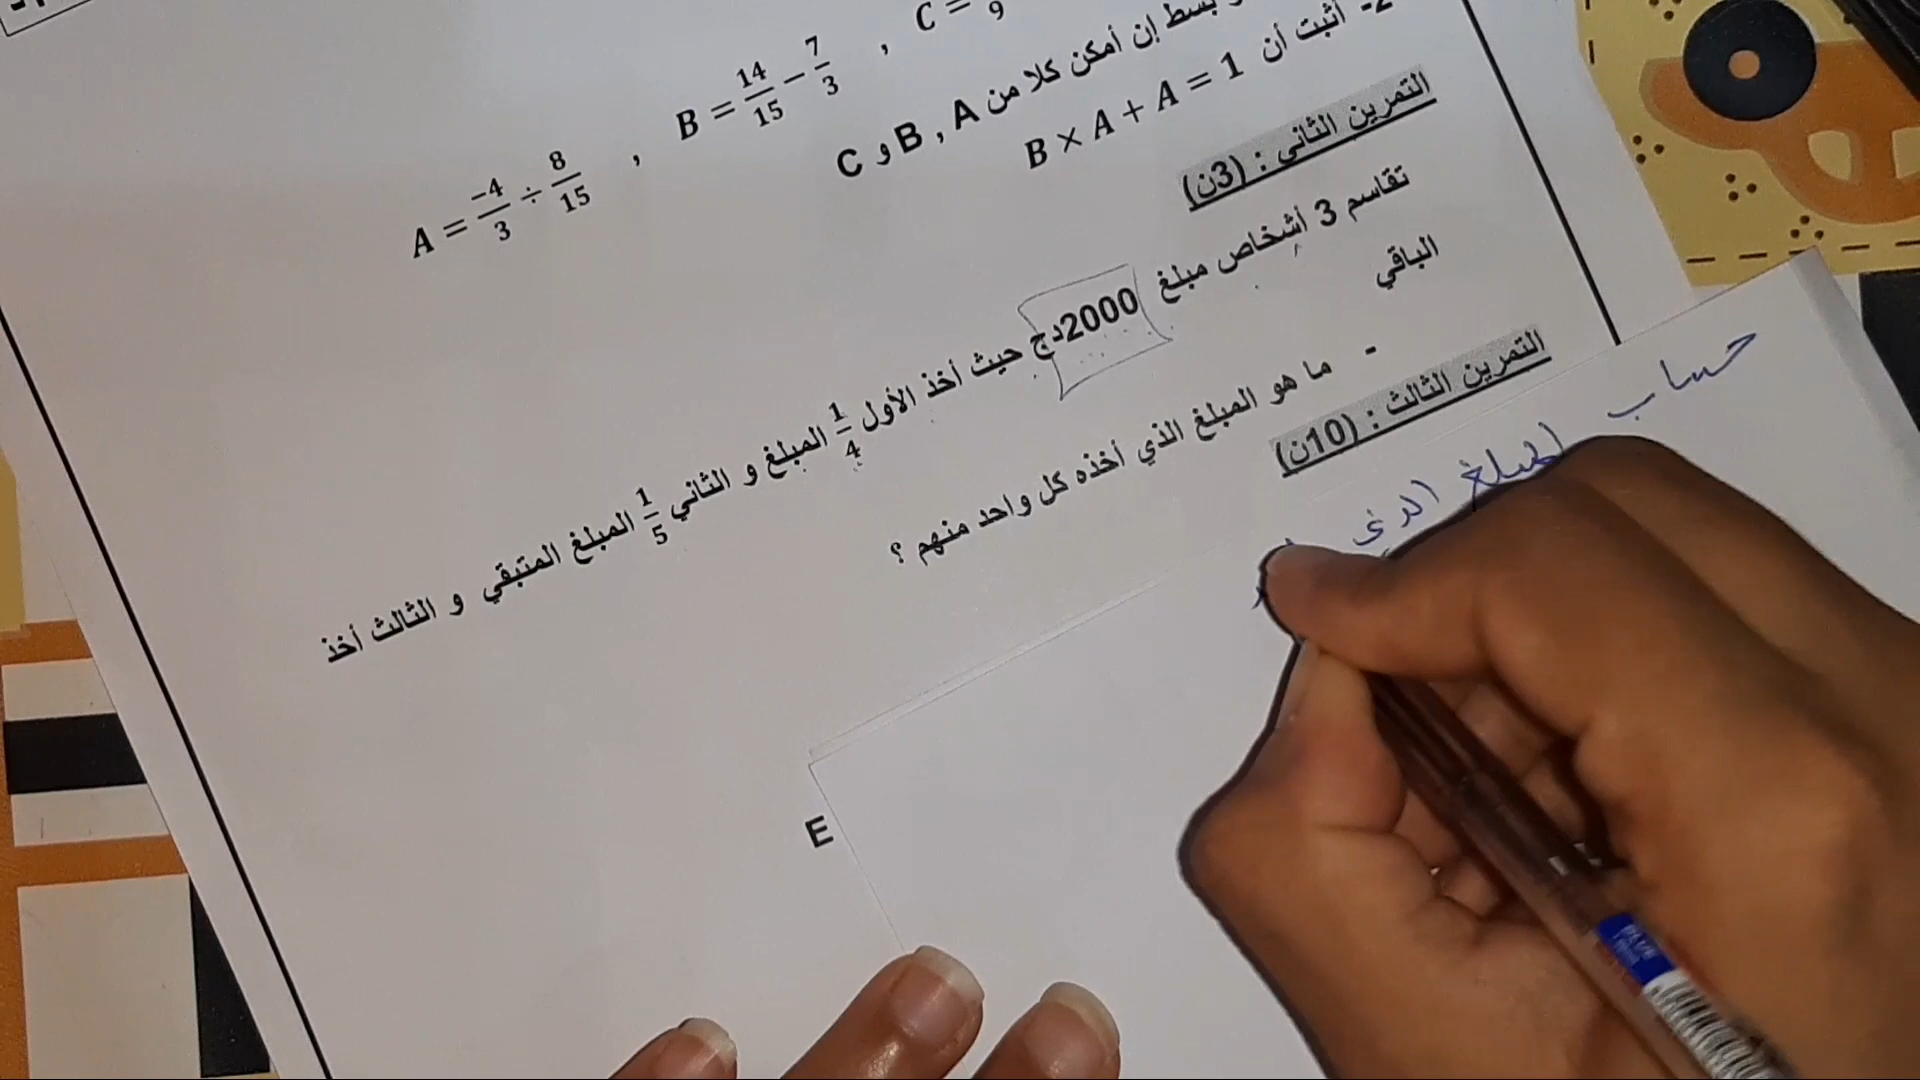 A = -4/3 ÷ 8/15 , B = 14/15 − 7/3 , C = 9
بسط إن أمكن كلا من A , B و C
2- أثبت أن B × A + A = 1
التمرين الثاني : (3ن)
تقاسم 3 أشخاص مبلغ 2000دج حيث أخذ الأول 1/4 المبلغ و الثاني 1/5 المبلغ المتبقي و الثالث أخذ
الباقي
- ما هو المبلغ الذي أخذه كل واحد منهم ؟
التمرين الثالث : (10ن)
حساب المبلغ الذي
E